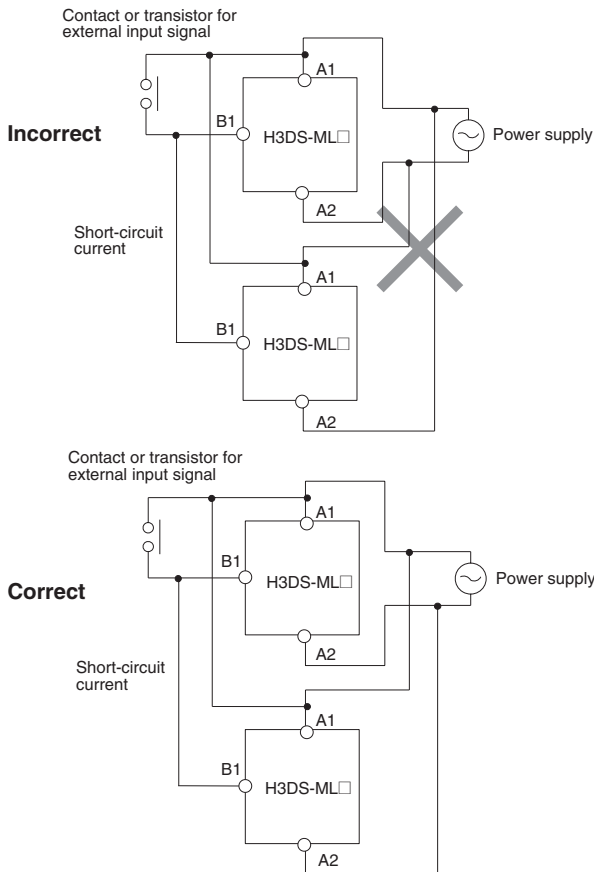 Contact or transistor for
external input signal
A1
B1
Incorrect
H3DS-ML□
Power supply
A2
Short-circuit
current
A1
B1
H3DS-ML□
A2
Contact or transistor for
external input signal
A1
B1
H3DS-ML□
Power supply
Correct
A2
Short-circuit
current
A1
B1
H3DS-ML□
A2